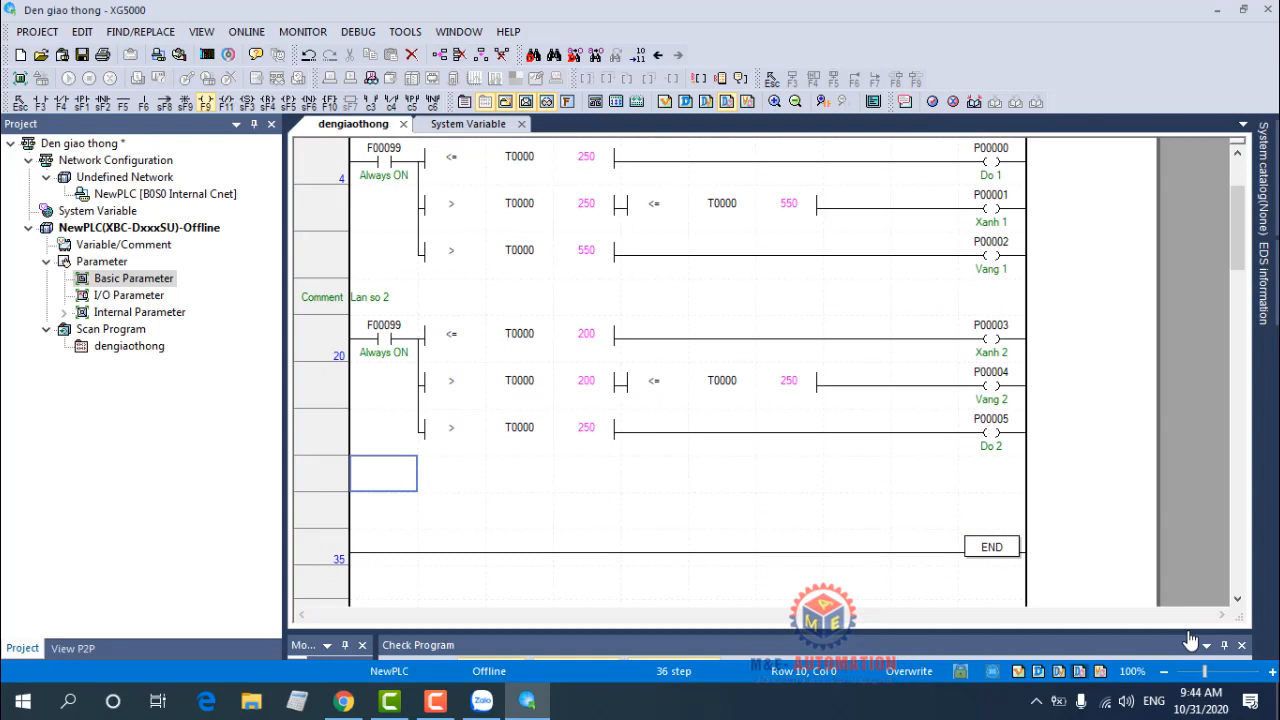 Den giao thong - XG5000
PROJECT EDIT FIND/REPLACE VIEW ONLINE MONITOR DEBUG TOOLS WINDOW HELP
Project
dengiaothong
System Variable
Den giao thong *
Network Configuration
Undefined Network
NewPLC [B0S0 Internal Cnet]
System Variable
NewPLC(XBC-DxxxSU)-Offline
Variable/Comment
Parameter
Basic Parameter
I/O Parameter
Internal Parameter
Scan Program
dengiaothong
F00099 <= T0000 250 P00000
4 Always ON Do 1
> T0000 250 <= T0000 550 P00001
Xanh 1
> T0000 550 P00002
Vang 1
Comment Lan so 2
F00099 <= T0000 200 P00003
20 Always ON Xanh 2
> T0000 200 <= T0000 250 P00004
Vang 2
> T0000 250 P00005
Do 2
35 END
System catalog(None)
EDS information
Project View P2P
Mo...
Check Program
M&E- AUTOMATION
NewPLC Offline 36 step Row 10, Col 0 Overwrite 100%
Zalo
ENG
9:44 AM
10/31/2020